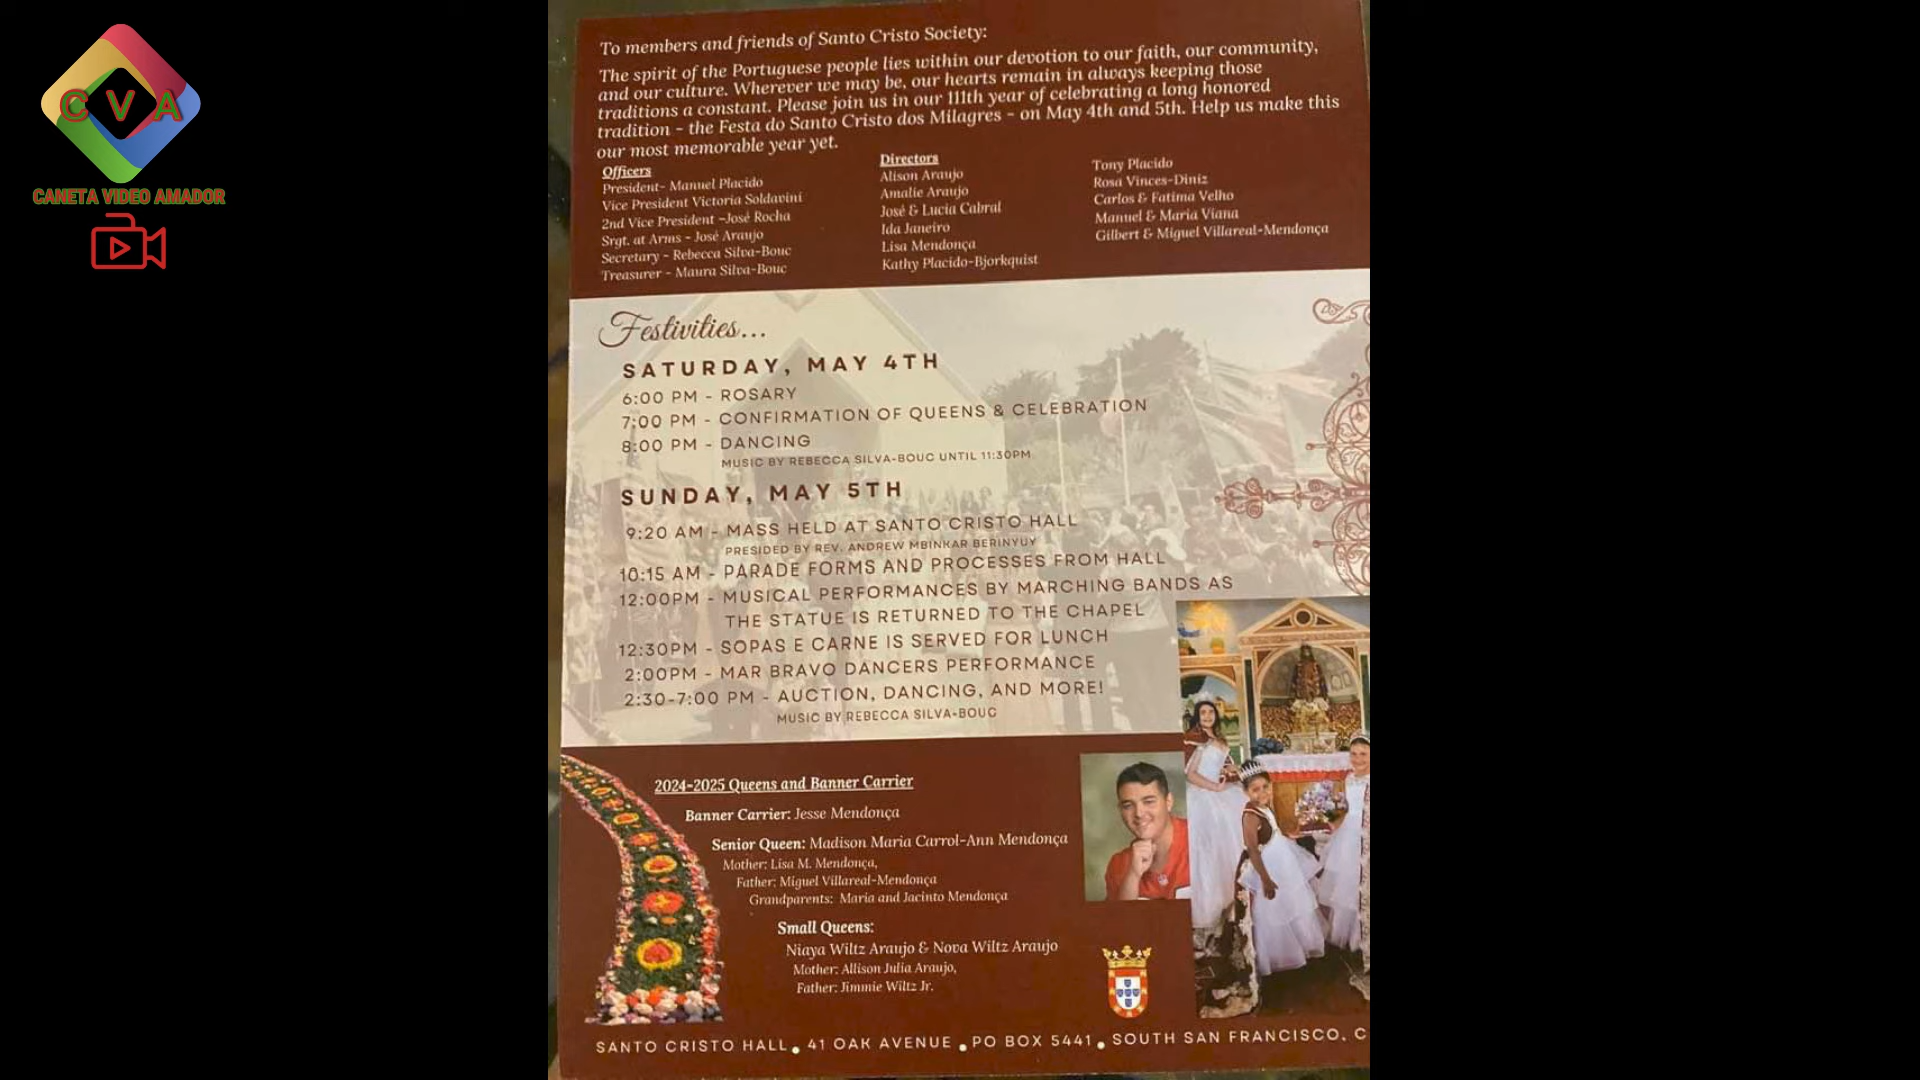 C V A
CANETA VIDEO AMADOR
To members and friends of Santo Cristo Society:
The spirit of the Portuguese people lies within our devotion to our faith, our community,
and our culture. Wherever we may be, our hearts remain in always keeping those
traditions a constant. Please join us in our 111th year of celebrating a long honored
tradition - the Festa do Santo Cristo dos Milagres - on May 4th and 5th. Help us make this
our most memorable year yet.
Officers
President- Manuel Placido
Vice President Victoria Soldavini
2nd Vice President -José Rocha
Srgt. at Arms - José Araujo
Secretary - Rebecca Silva-Bouc
Treasurer - Maura Silva-Bouc
Directors
Alison Araujo
Amalie Araujo
José & Lucia Cabral
Ida Janeiro
Lisa Mendonça
Kathy Placido-Bjorkquist
Tony Placido
Rosa Vinces-Diniz
Carlos & Fatima Velho
Manuel & Maria Viana
Gilbert & Miguel Villareal-Mendonça
Festivities...
SATURDAY, MAY 4TH
6:00 PM - ROSARY
7:00 PM - CONFIRMATION OF QUEENS & CELEBRATION
8:00 PM - DANCING
MUSIC BY REBECCA SILVA-BOUC UNTIL 11:30PM
SUNDAY, MAY 5TH
9:20 AM - MASS HELD AT SANTO CRISTO HALL
PRESIDED BY REV. ANDREW MBINKAR BERINYUY
10:15 AM - PARADE FORMS AND PROCESSES FROM HALL
12:00PM - MUSICAL PERFORMANCES BY MARCHING BANDS AS
THE STATUE IS RETURNED TO THE CHAPEL
12:30PM - SOPAS E CARNE IS SERVED FOR LUNCH
2:00PM - MAR BRAVO DANCERS PERFORMANCE
2:30-7:00 PM - AUCTION, DANCING, AND MORE!
MUSIC BY REBECCA SILVA-BOUC
2024-2025 Queens and Banner Carrier
Banner Carrier: Jesse Mendonça
Senior Queen: Madison Maria Carrol-Ann Mendonça
Mother: Lisa M. Mendonça,
Father: Miguel Villareal-Mendonça
Grandparents: Maria and Jacinto Mendonça
Small Queens:
Niaya Wiltz Araujo & Nova Wiltz Araujo
Mother: Allison Julia Araujo,
Father: Jimmie Wiltz Jr.
SANTO CRISTO HALL • 41 OAK AVENUE • PO BOX 5441 • SOUTH SAN FRANCISCO, C